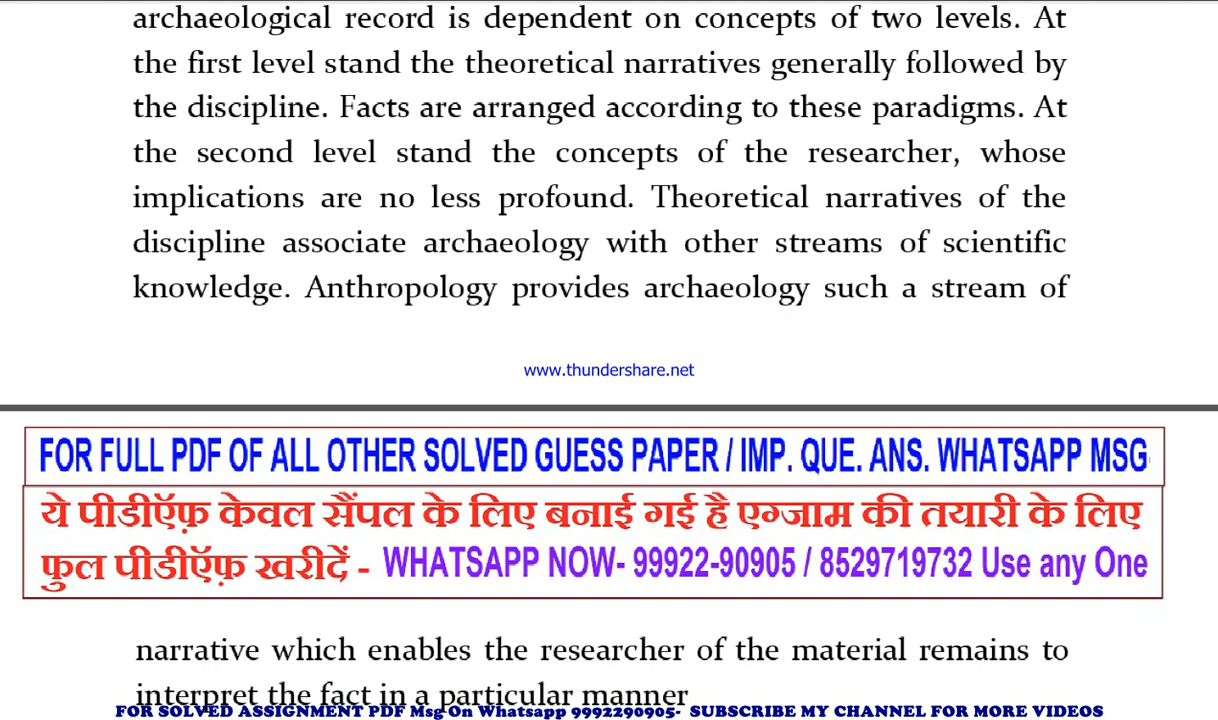 archaeological record is dependent on concepts of two levels. At
the first level stand the theoretical narratives generally followed by
the discipline. Facts are arranged according to these paradigms. At
the second level stand the concepts of the researcher, whose
implications are no less profound. Theoretical narratives of the
discipline associate archaeology with other streams of scientific
knowledge. Anthropology provides archaeology such a stream of
www.thundershare.net
FOR FULL PDF OF ALL OTHER SOLVED GUESS PAPER / IMP. QUE. ANS. WHATSAPP MSG
ये पीडीऍफ़ केवल सैंपल के लिए बनाई गई है एग्जाम की तयारी के लिए
फुल पीडीऍफ़ खरीदें - WHATSAPP NOW- 99922-90905 / 8529719732 Use any One
narrative which enables the researcher of the material remains to
interpret the fact in a particular manner
FOR SOLVED ASSIGNMENT PDF Msg On Whatsapp 9992290905- SUBSCRIBE MY CHANNEL FOR MORE VIDEOS